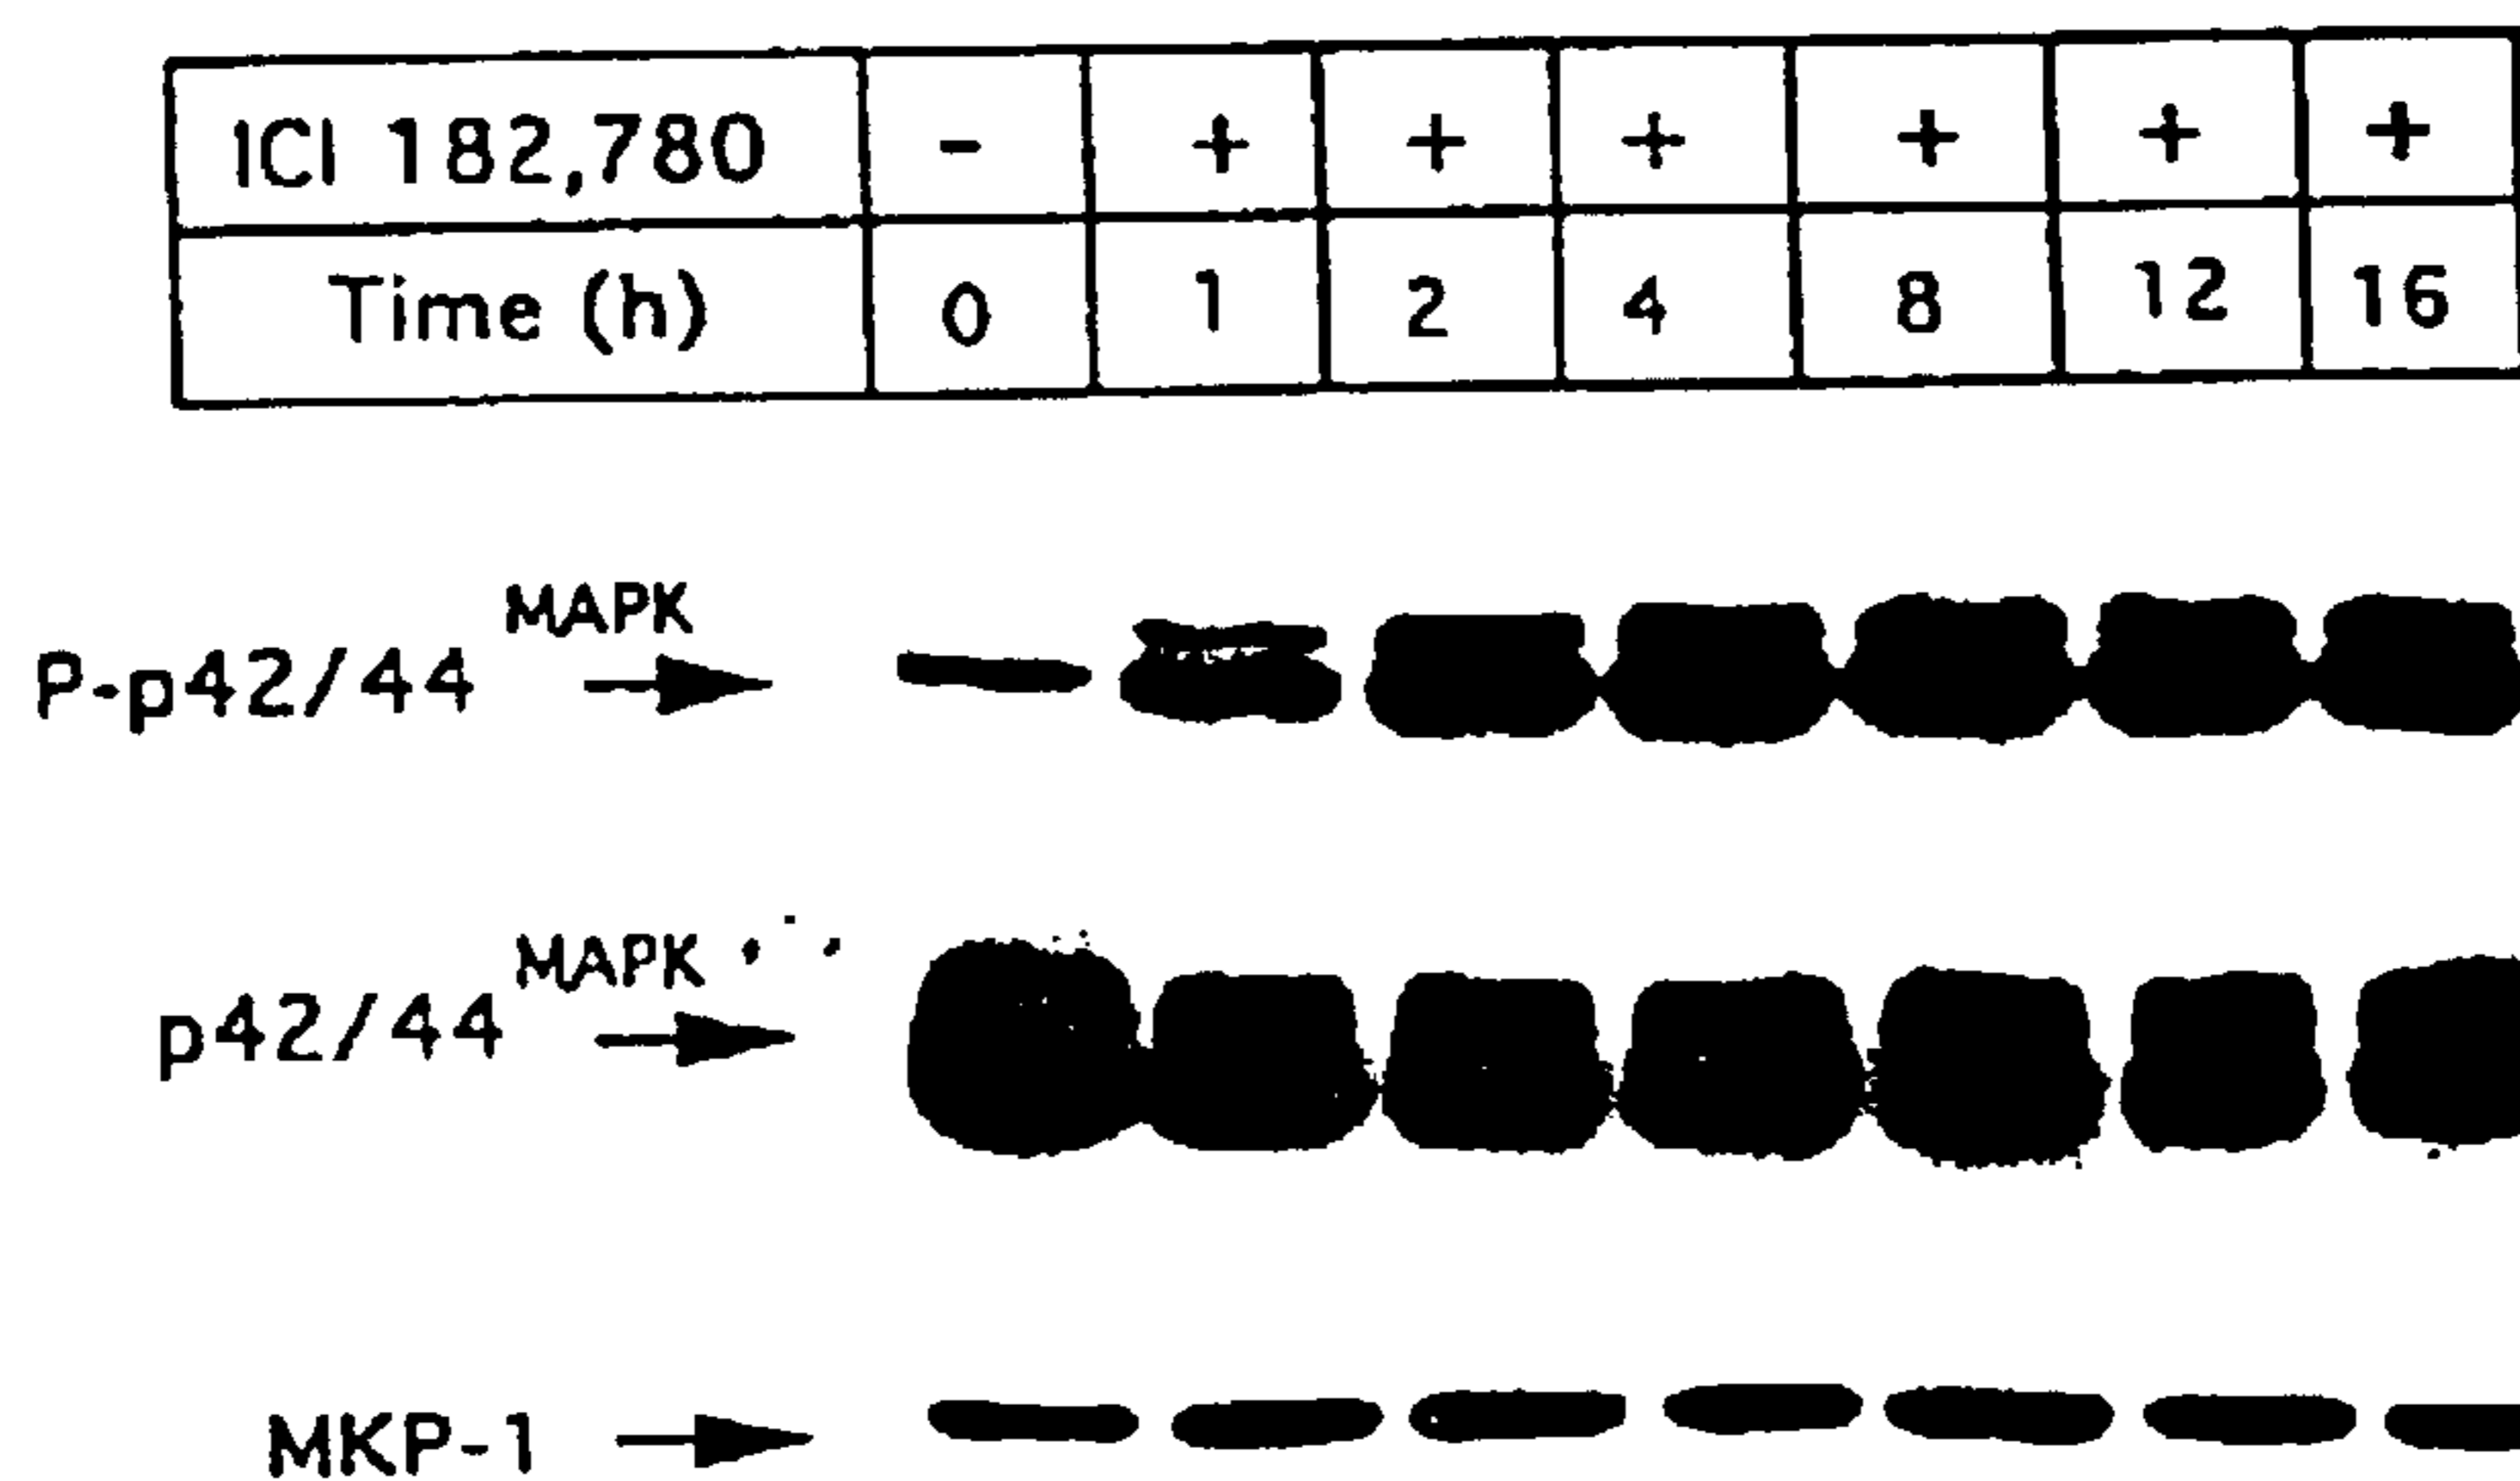 ICI 182,780 - + + + + + +
Time (h) 0 1 2 4 8 12 16
MAPK
P-p42/44
MAPK
p42/44
MKP-1